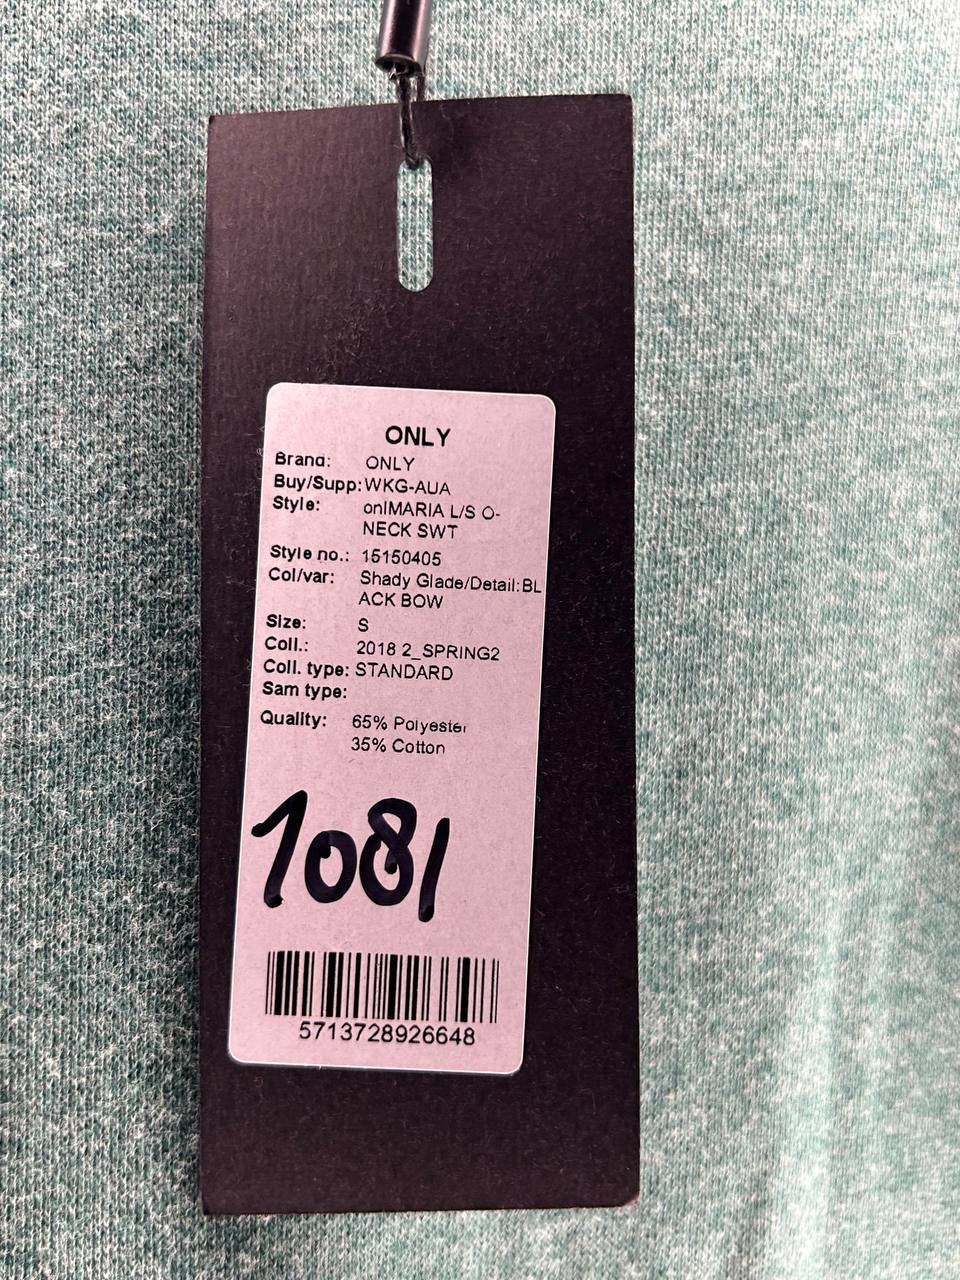 ONLY
Brand: ONLY
Buy/Supp: WKG-AUA
Style: onlMARIA L/S O-
NECK SWT
Style no.: 15150405
Col/var: Shady Glade/Detail:BL
ACK BOW
Size: S
Coll.: 2018 2_SPRING2
Coll. type: STANDARD
Sam type:
Quality: 65% Polyester
35% Cotton
1081
5713728926648